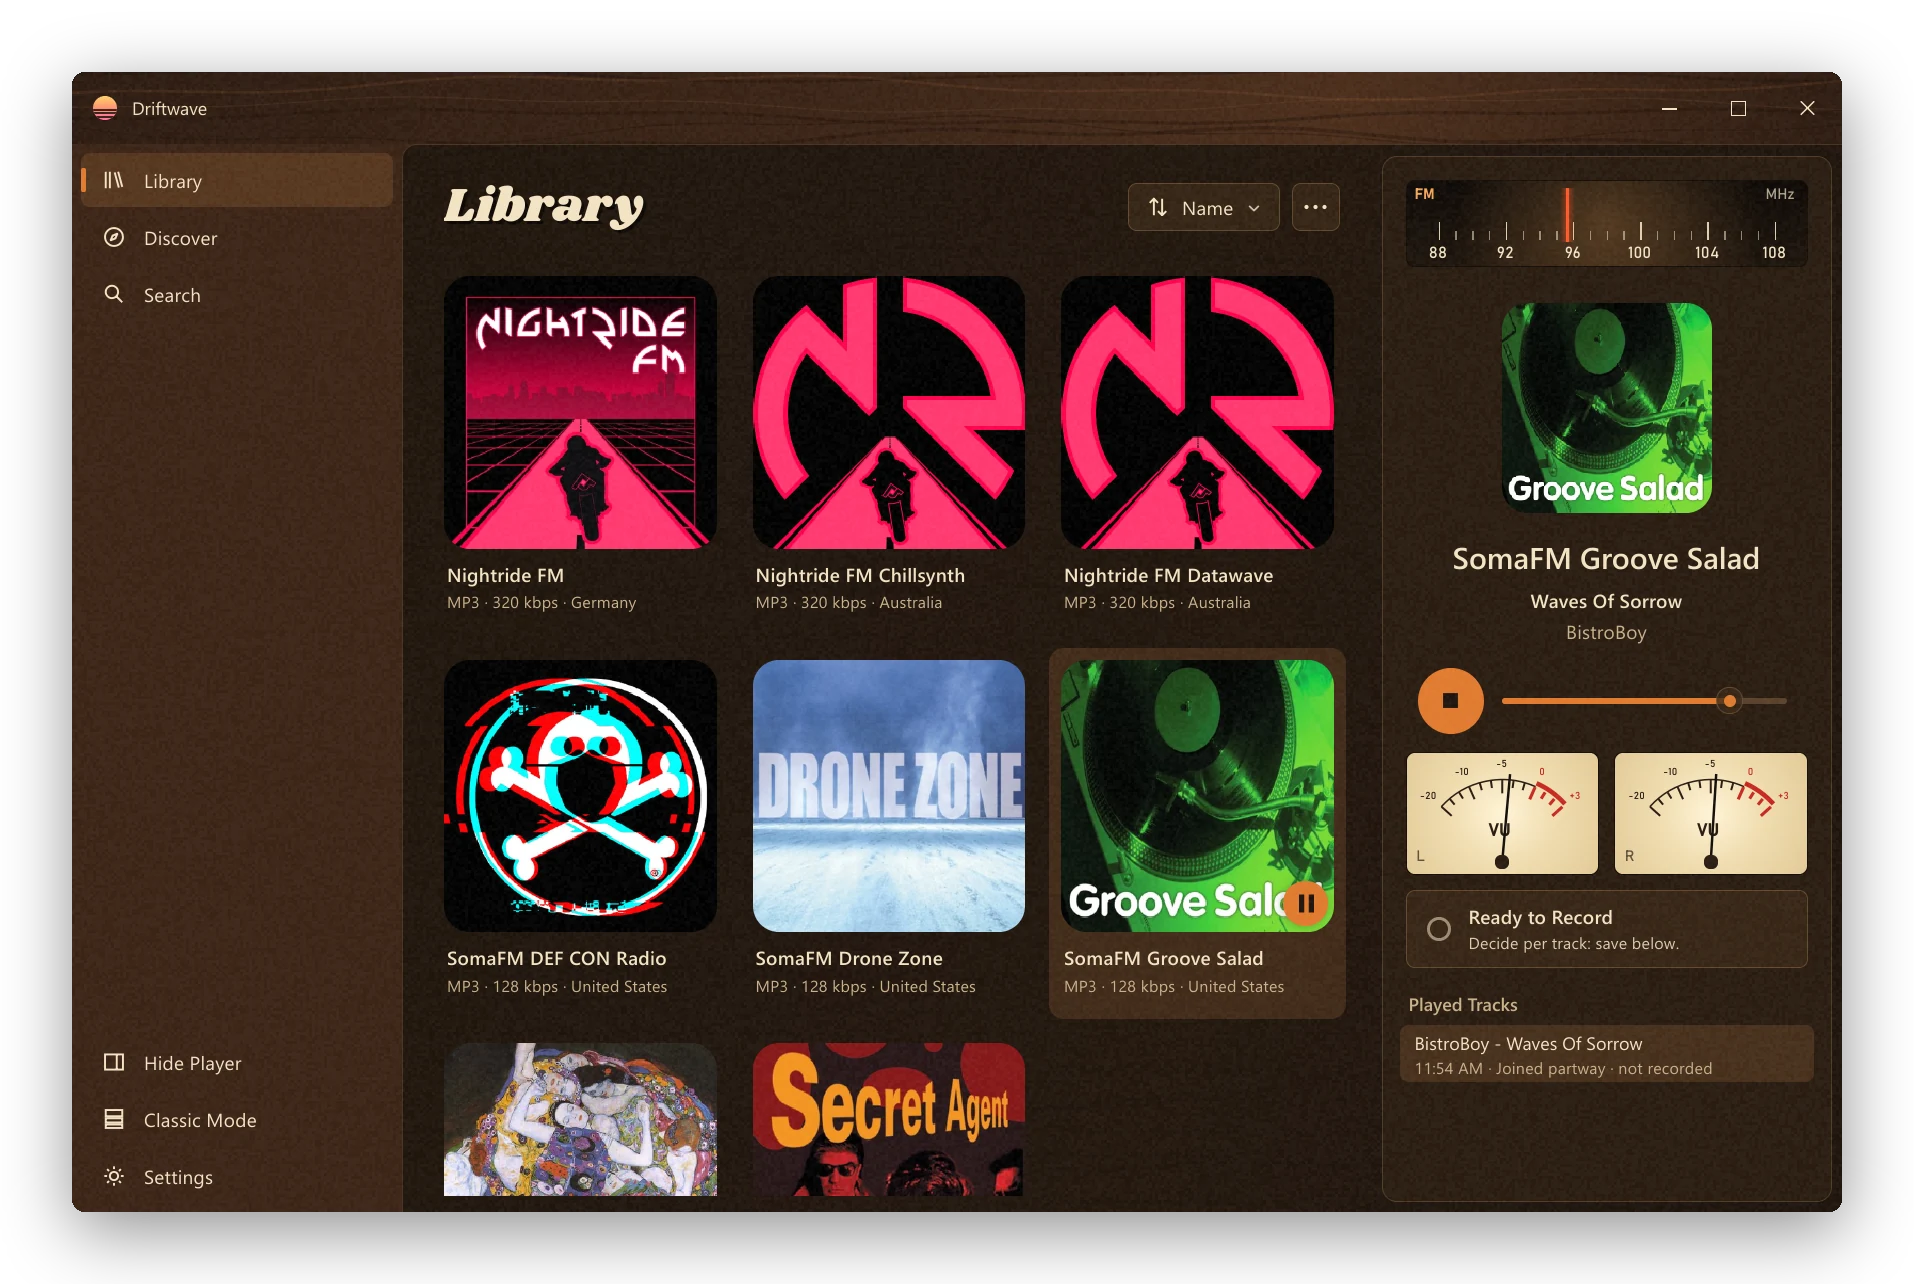 Driftwave
Library
Discover
Search
Hide Player
Classic Mode
Settings
Library
Name
NIGHTRIDE
FM
Nightride FM
MP3 · 320 kbps · Germany
Nightride FM Chillsynth
MP3 · 320 kbps · Australia
Nightride FM Datawave
MP3 · 320 kbps · Australia
SomaFM DEF CON Radio
MP3 · 128 kbps · United States
DRONE ZONE
SomaFM Drone Zone
MP3 · 128 kbps · United States
Groove Salad
SomaFM Groove Salad
MP3 · 128 kbps · United States
Secret Agent
FM
MHz
88 92 96 100 104 108
Groove Salad
SomaFM Groove Salad
Waves Of Sorrow
BistroBoy
-20 -10 -5 0 +3
VU
L
-20 -10 -5 0 +3
VU
R
Ready to Record
Decide per track: save below.
Played Tracks
BistroBoy - Waves Of Sorrow
11:54 AM · Joined partway · not recorded